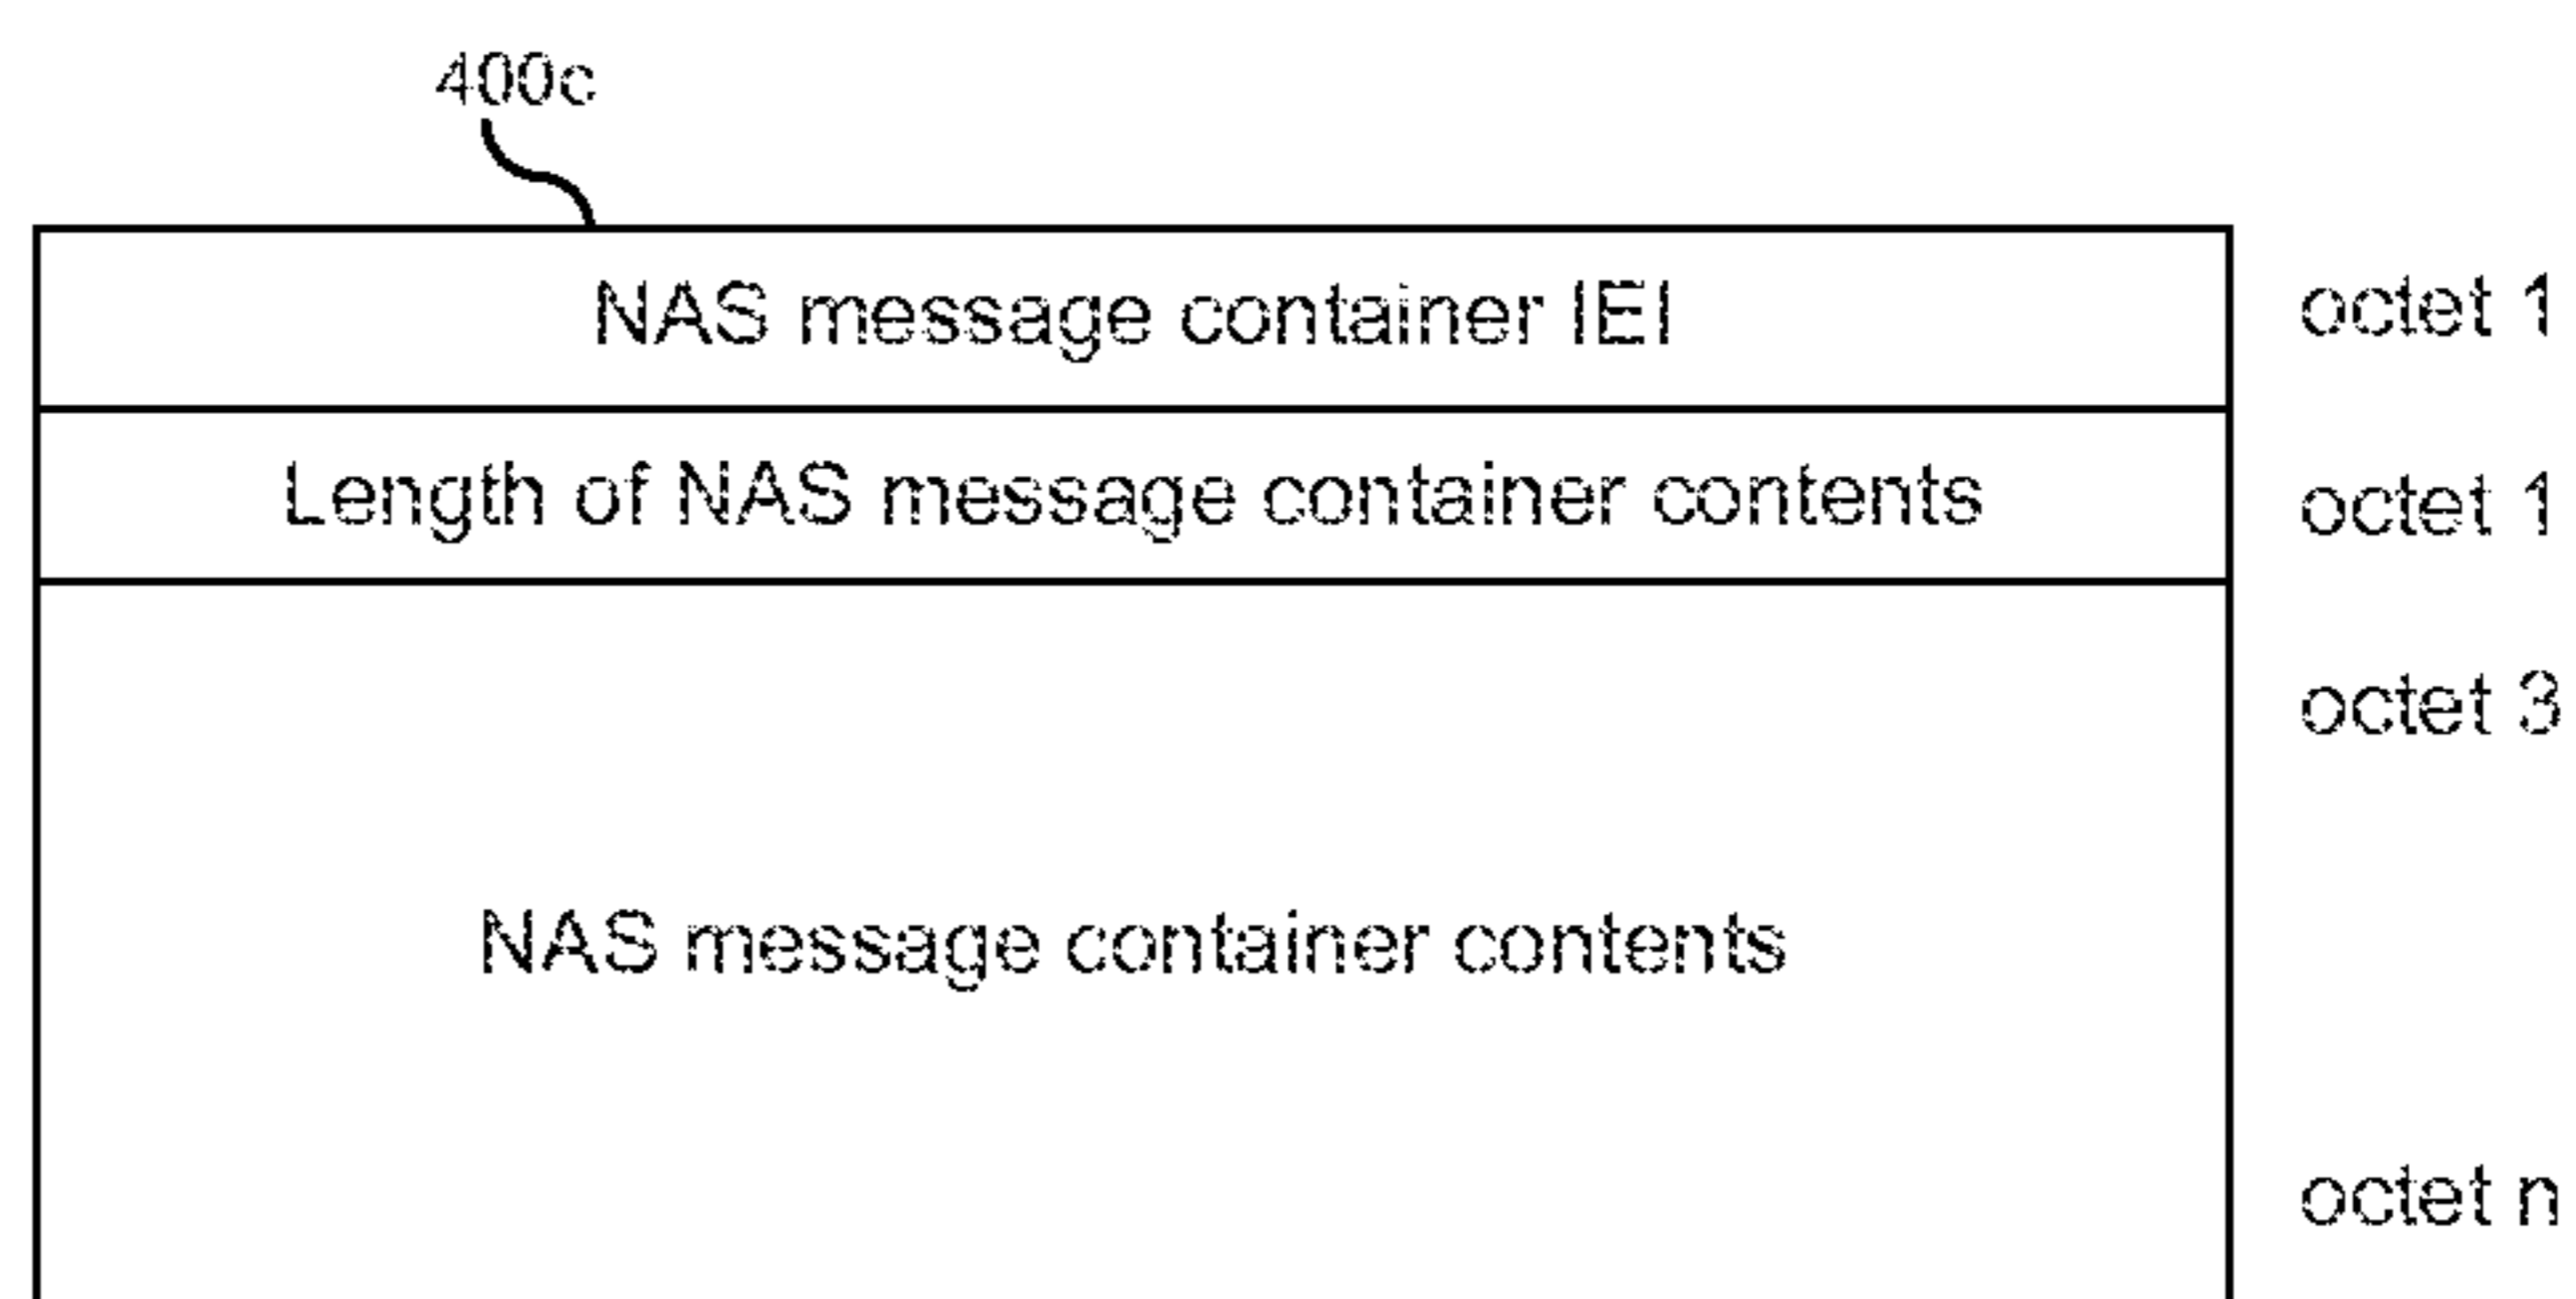 400c
NAS message container IEI octet 1
Length of NAS message container contents octet 1
octet 3
NAS message container contents
octet n